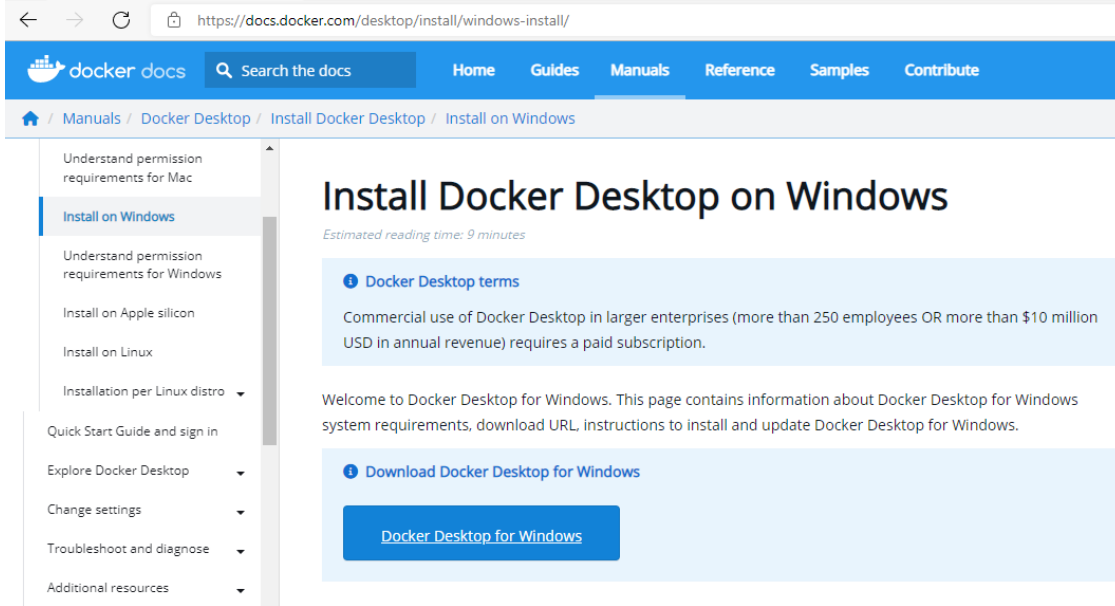 https://docs.docker.com/desktop/install/windows-install/
docker docs Search the docs Home Guides Manuals Reference Samples Contribute
/ Manuals / Docker Desktop / Install Docker Desktop / Install on Windows
Understand permission
requirements for Mac
Install on Windows
Understand permission
requirements for Windows
Install on Apple silicon
Install on Linux
Installation per Linux distro
Quick Start Guide and sign in
Explore Docker Desktop
Change settings
Troubleshoot and diagnose
Additional resources
Install Docker Desktop on Windows
Estimated reading time: 9 minutes
Docker Desktop terms
Commercial use of Docker Desktop in larger enterprises (more than 250 employees OR more than $10 million
USD in annual revenue) requires a paid subscription.
Welcome to Docker Desktop for Windows. This page contains information about Docker Desktop for Windows
system requirements, download URL, instructions to install and update Docker Desktop for Windows.
Download Docker Desktop for Windows
Docker Desktop for Windows